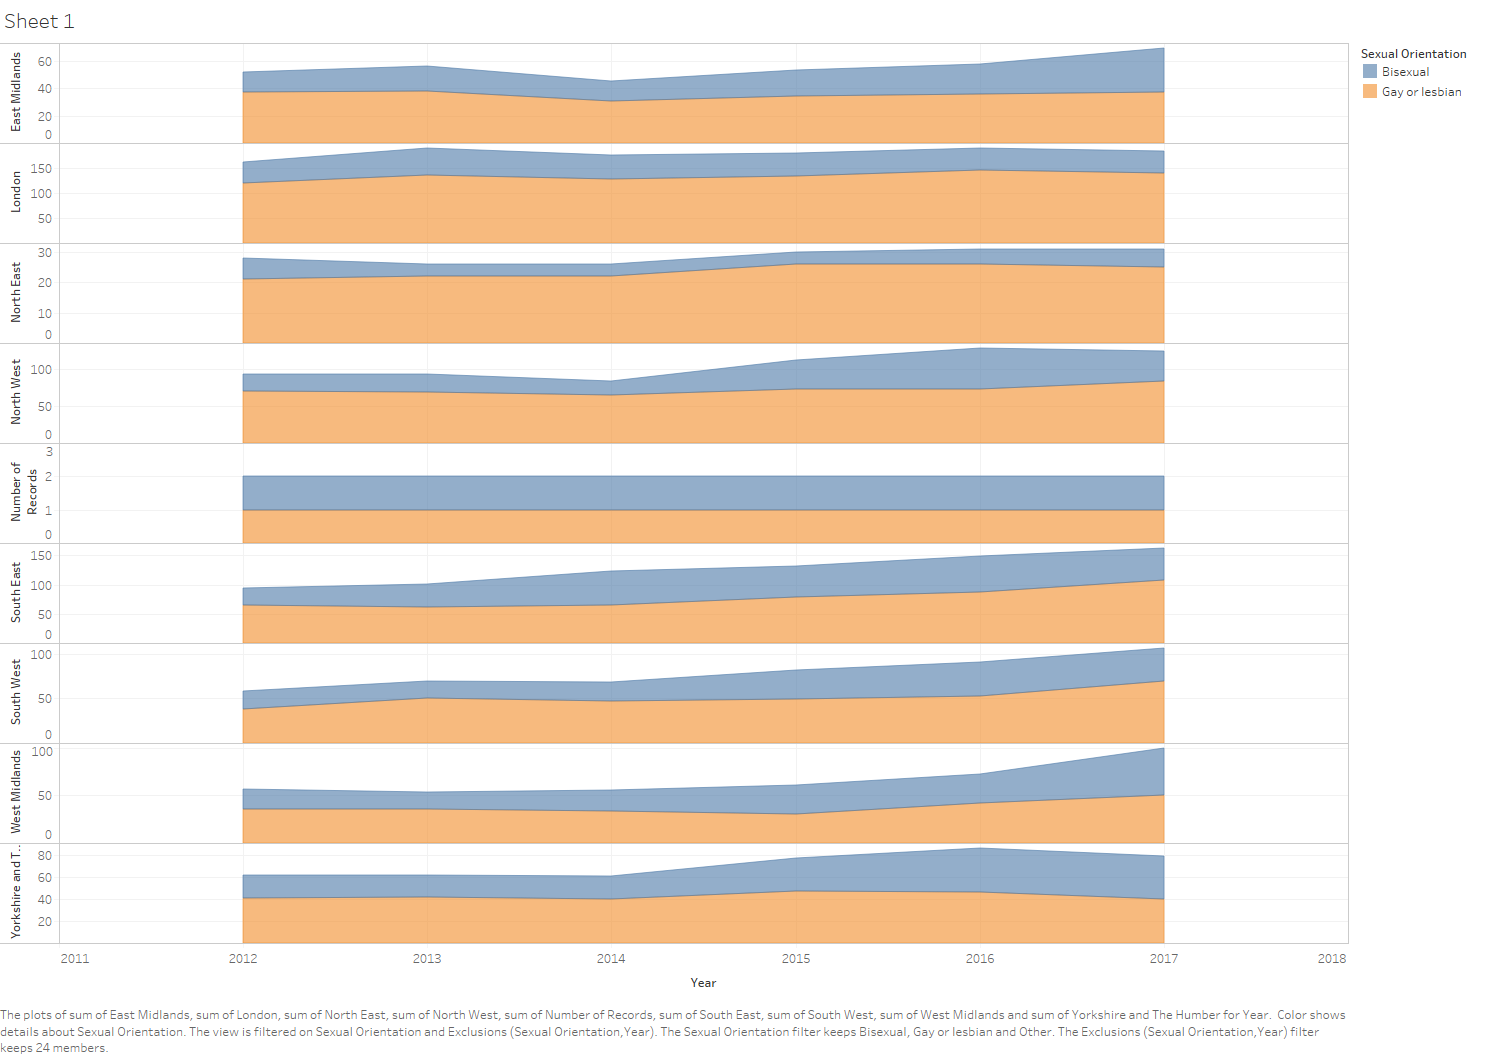 Sheet 1
Sexual Orientation
Bisexual
Gay or lesbian
East Midlands
60
40
20
0
London
150
100
50
North East
30
20
10
0
North West
100
50
0
Number of
Records
3
2
1
0
South East
150
100
50
0
South West
100
50
0
West Midlands
100
50
0
Yorkshire and T..
80
60
40
20
2011 2012 2013 2014 2015 2016 2017 2018
Year
The plots of sum of East Midlands, sum of London, sum of North East, sum of North West, sum of Number of Records, sum of South East, sum of South West, sum of West Midlands and sum of Yorkshire and The Humber for Year. Color shows
details about Sexual Orientation. The view is filtered on Sexual Orientation and Exclusions (Sexual Orientation,Year). The Sexual Orientation filter keeps Bisexual, Gay or lesbian and Other. The Exclusions (Sexual Orientation,Year) filter
keeps 24 members.